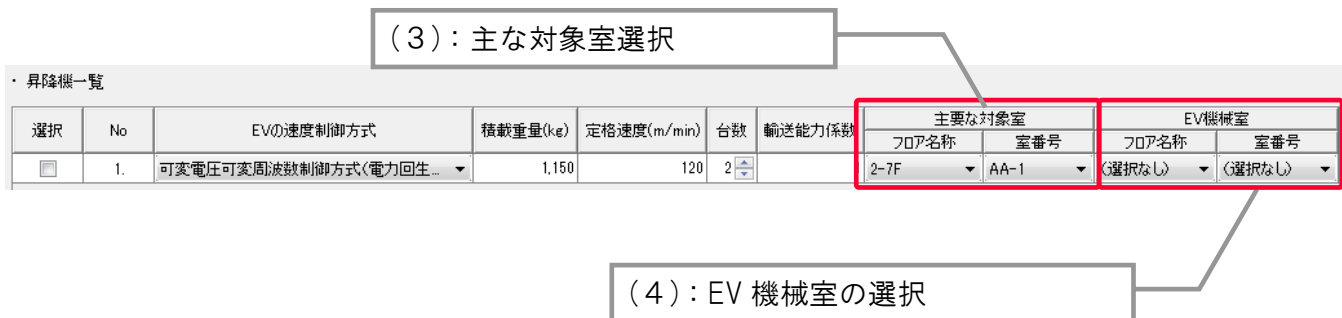 （３）：主な対象室選択
・ 昇降機一覧
選択 No EVの速度制御方式 積載重量(kg) 定格速度(m/min) 台数 輸送能力係数 主要な対象室 EV機械室
フロア名称 室番号 フロア名称 室番号
1. 可変電圧可変周波数制御方式(電力回生... 1,150 120 2 2-7F AA-1 (選択なし) (選択なし)
（４）：EV 機械室の選択